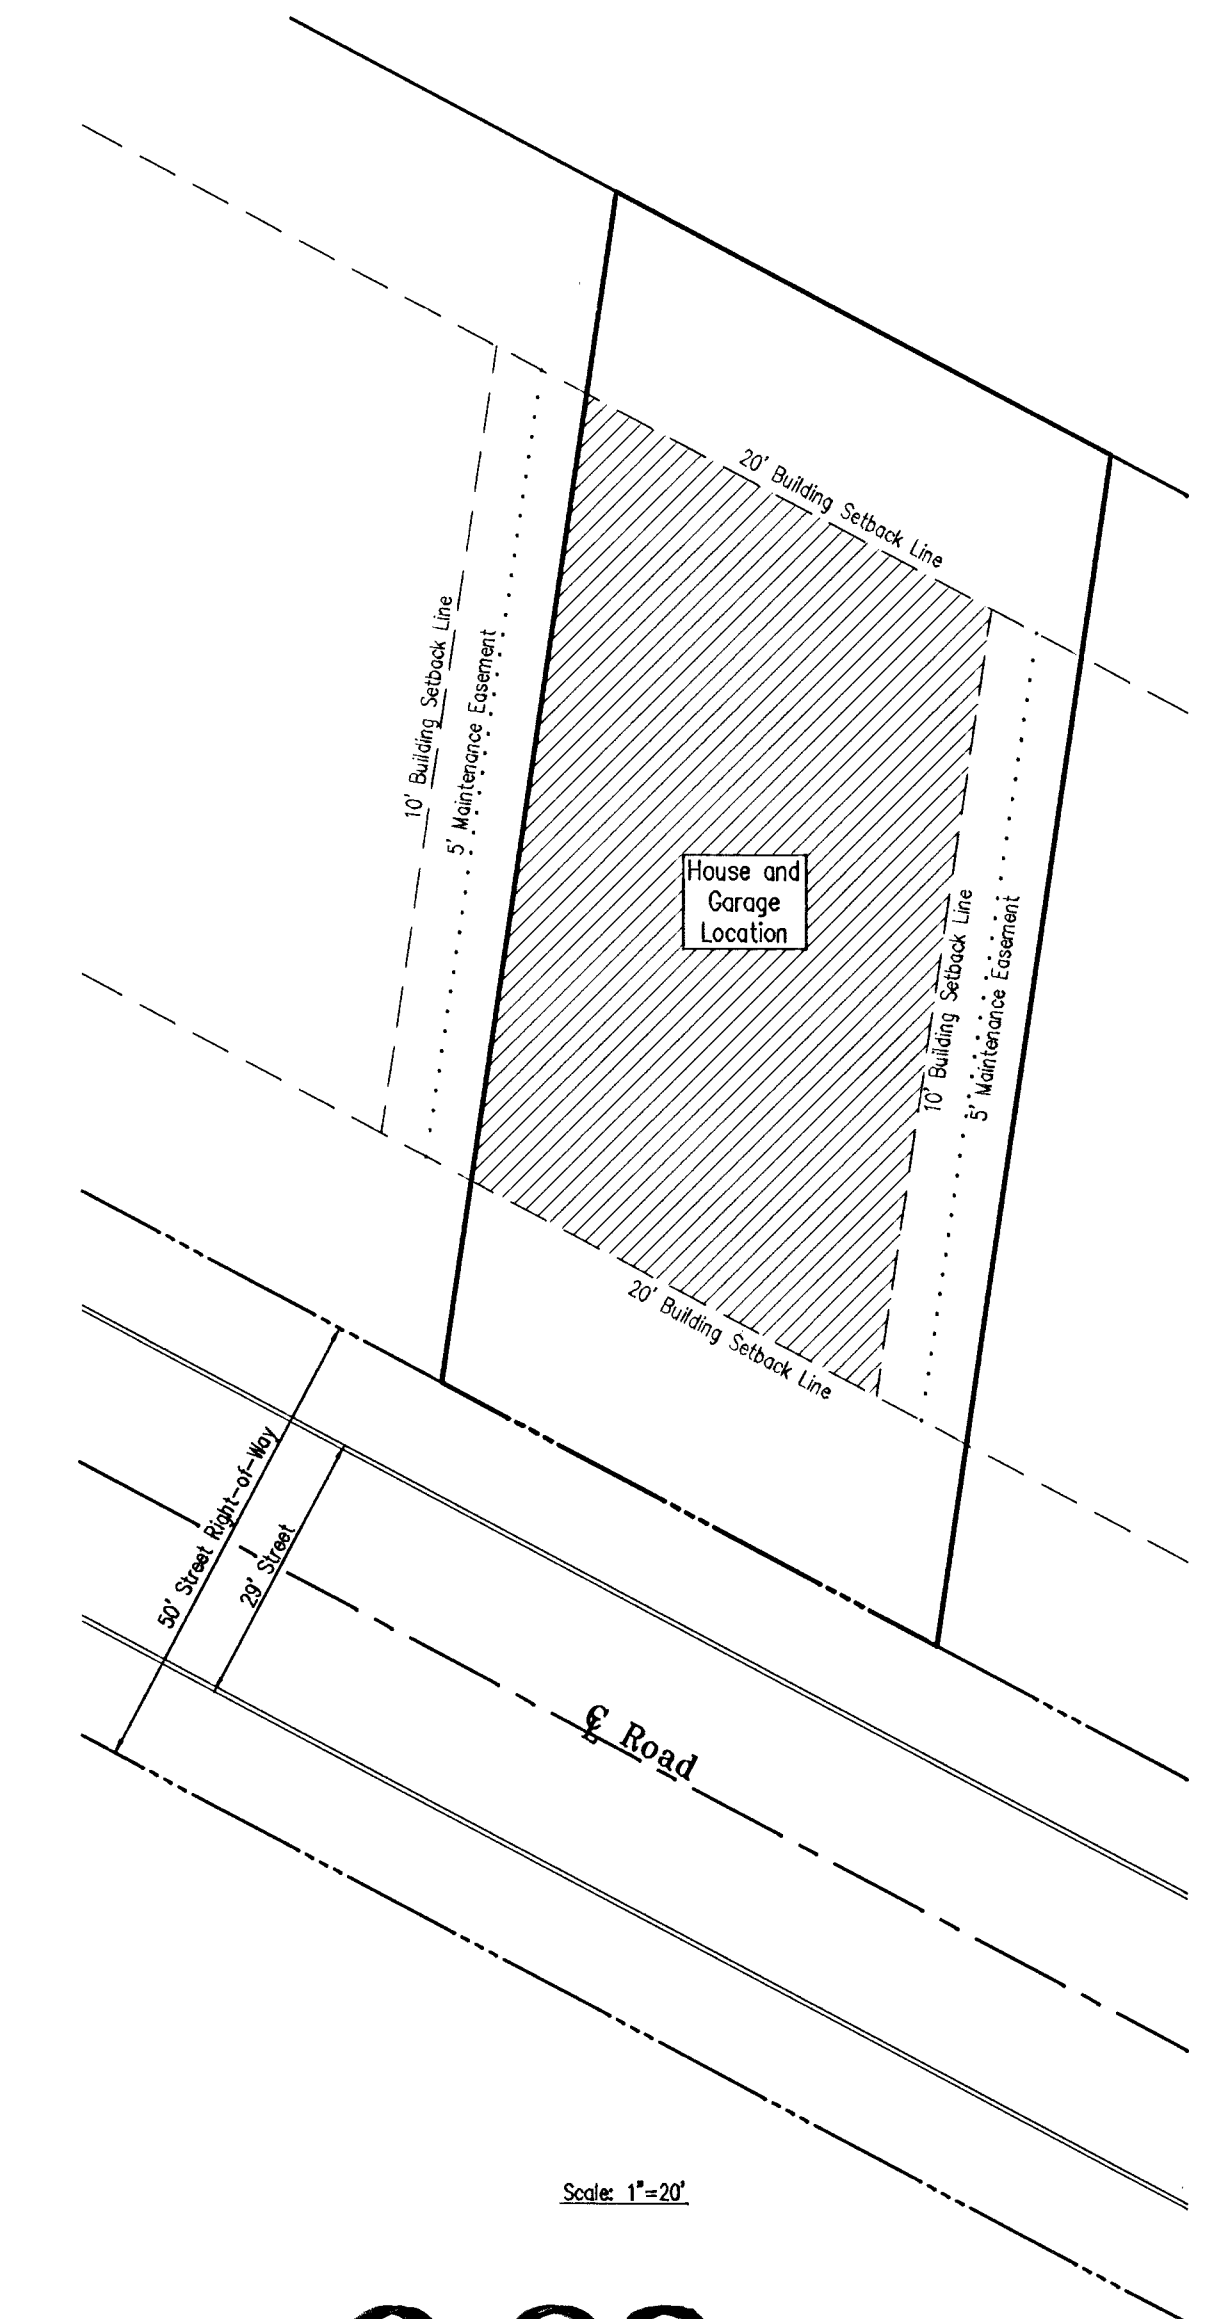 20' Building Setback Line
10' Building Setback Line
5' Maintenance Easement
House and
Garage
Location
10' Building Setback Line
5' Maintenance Easement
20' Building Setback Line
50' Street Right-of-Way
29' Street
℄ Road
Scale: 1"=20'